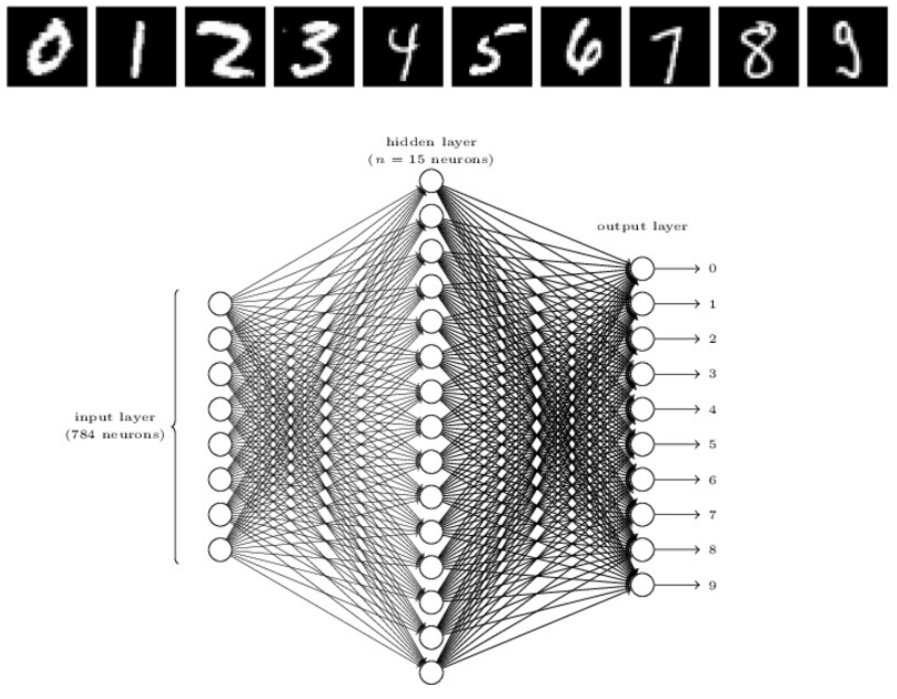 0 1 2 3 4 5 6 7 8 9
hidden layer
(n = 15 neurons)
output layer
0
1
2
3
input layer
(784 neurons)
4
5
6
7
8
9